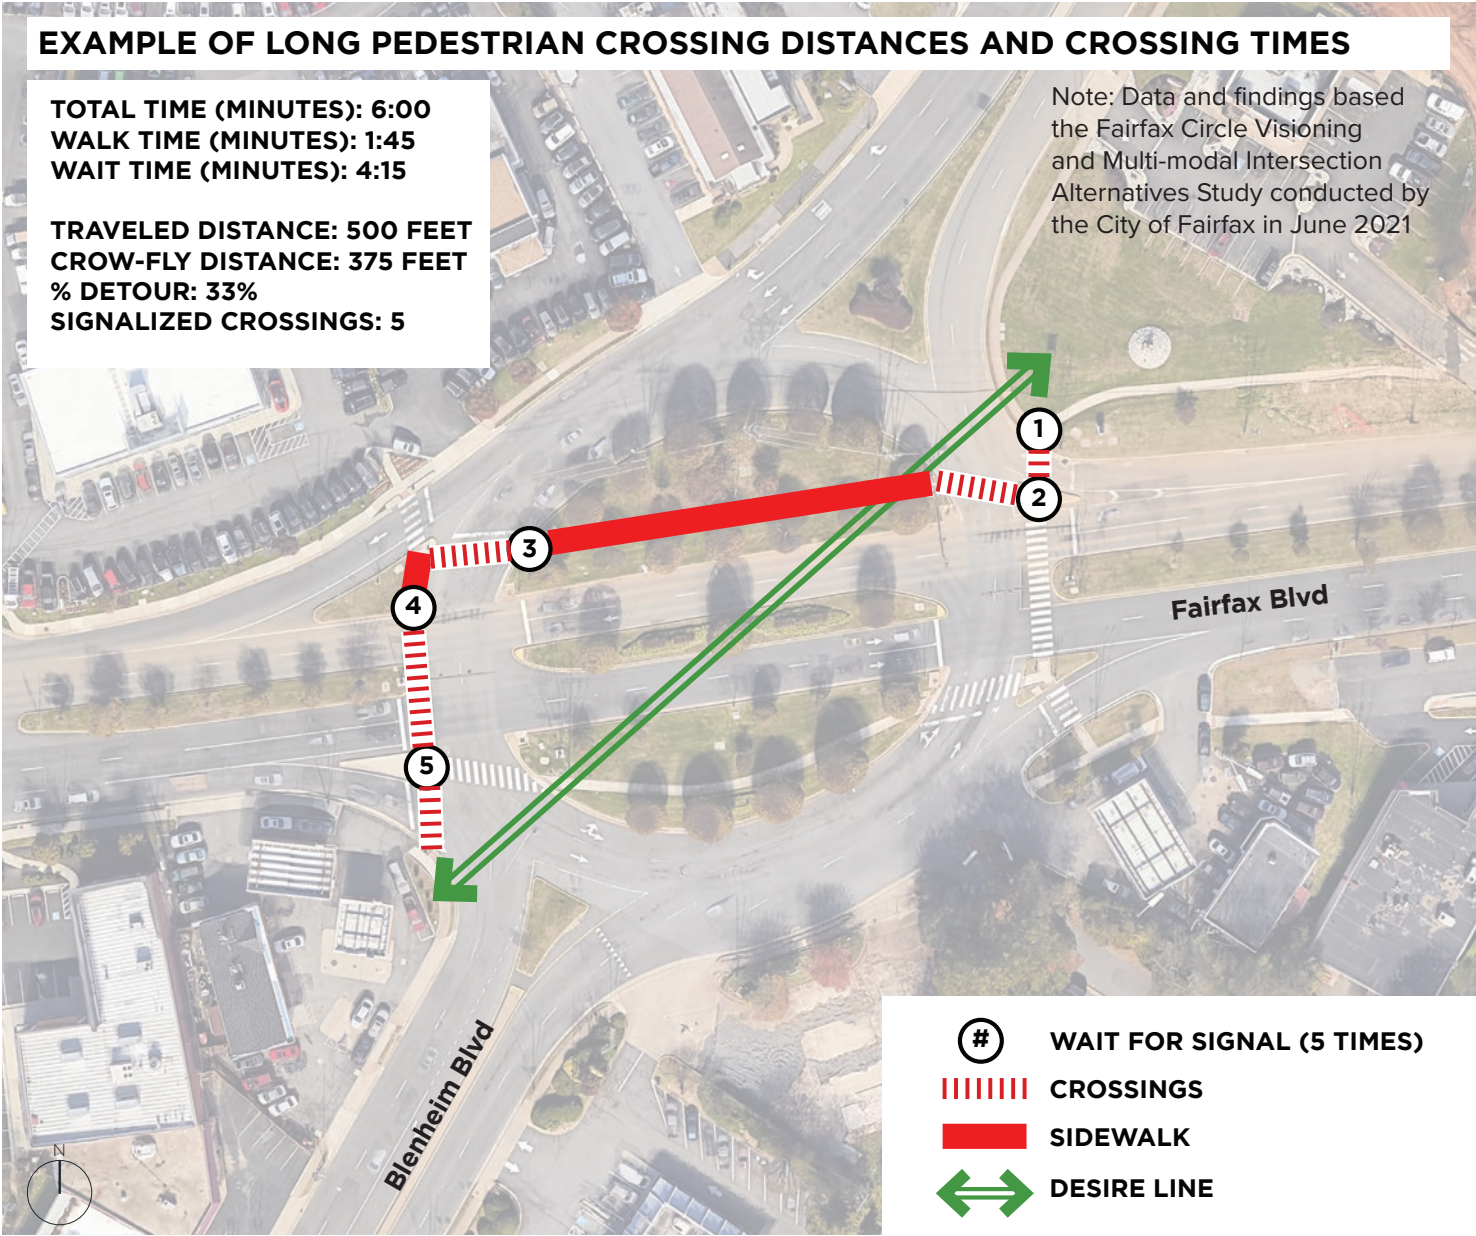 EXAMPLE OF LONG PEDESTRIAN CROSSING DISTANCES AND CROSSING TIMES
TOTAL TIME (MINUTES): 6:00
WALK TIME (MINUTES): 1:45
WAIT TIME (MINUTES): 4:15
TRAVELED DISTANCE: 500 FEET
CROW-FLY DISTANCE: 375 FEET
% DETOUR: 33%
SIGNALIZED CROSSINGS: 5
Note: Data and findings based
the Fairfax Circle Visioning
and Multi-modal Intersection
Alternatives Study conducted by
the City of Fairfax in June 2021
1
2
3
4
5
Fairfax Blvd
Blenheim Blvd
N
# WAIT FOR SIGNAL (5 TIMES)
CROSSINGS
SIDEWALK
DESIRE LINE